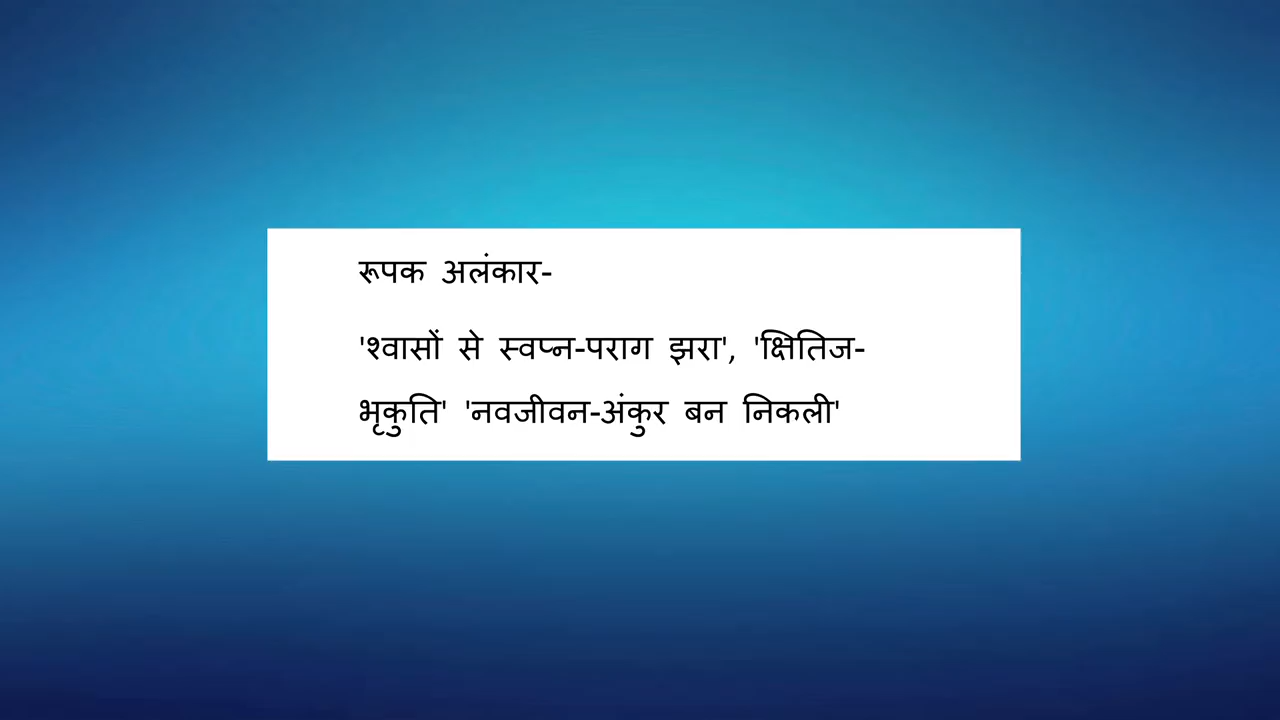 रूपक अलंकार-
'श्वासों से स्वप्न-पराग झरा', 'क्षितिज-
भृकुति' 'नवजीवन-अंकुर बन निकली'